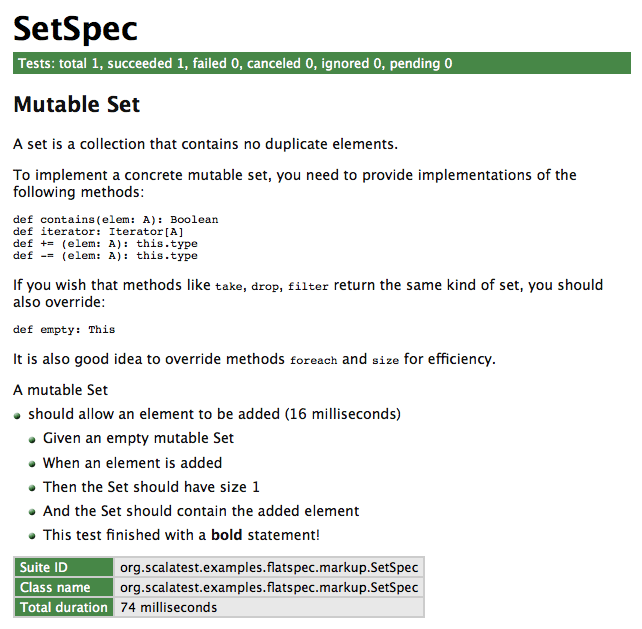 SetSpec
Tests: total 1, succeeded 1, failed 0, canceled 0, ignored 0, pending 0
Mutable Set
A set is a collection that contains no duplicate elements.
To implement a concrete mutable set, you need to provide implementations of the
following methods:
def contains(elem: A): Boolean
def iterator: Iterator[A]
def += (elem: A): this.type
def -= (elem: A): this.type
If you wish that methods like take, drop, filter return the same kind of set, you should
also override:
def empty: This
It is also good idea to override methods foreach and size for efficiency.
A mutable Set
should allow an element to be added (16 milliseconds)
Given an empty mutable Set
When an element is added
Then the Set should have size 1
And the Set should contain the added element
This test finished with a bold statement!
Suite ID org.scalatest.examples.flatspec.markup.SetSpec
Class name org.scalatest.examples.flatspec.markup.SetSpec
Total duration 74 milliseconds